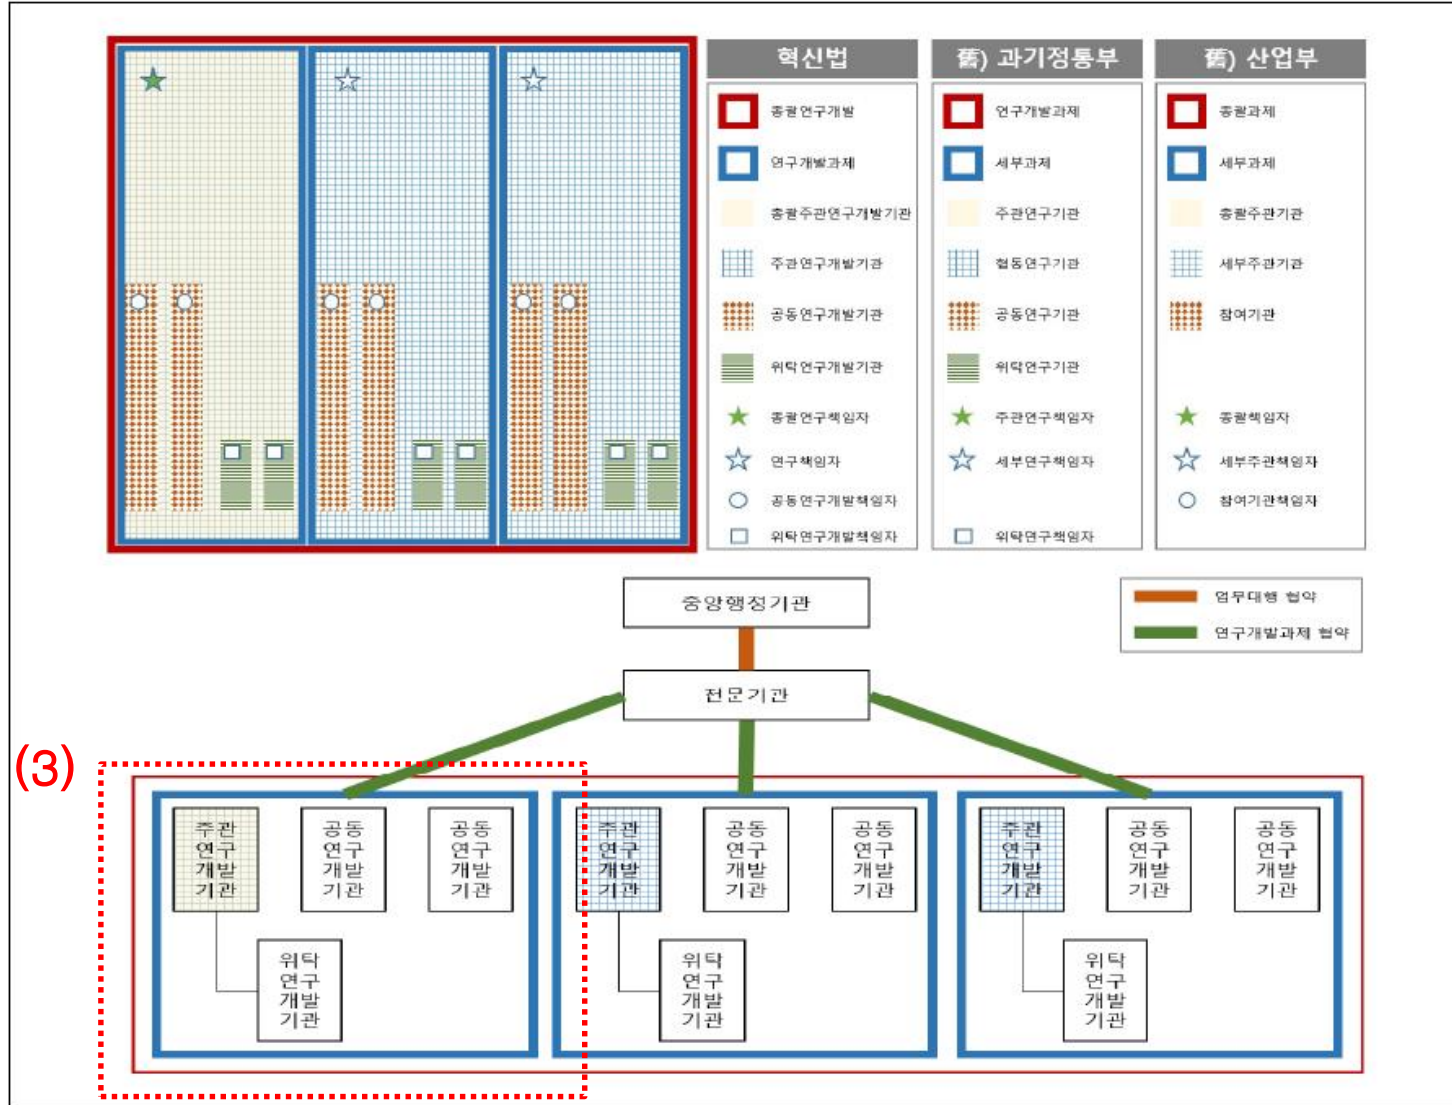 혁신법
총괄연구개발
연구개발과제
총괄주관연구개발기관
주관연구개발기관
공동연구개발기관
위탁연구개발기관
총괄연구책임자
연구책임자
공동연구개발책임자
위탁연구개발책임자
舊) 과기정통부
연구개발과제
세부과제
주관연구기관
협동연구기관
공동연구기관
위탁연구기관
주관연구책임자
세부연구책임자
위탁연구책임자
舊) 산업부
총괄과제
세부과제
총괄주관기관
세부주관기관
참여기관
총괄책임자
세부주관책임자
참여기관책임자
중앙행정기관
업무대행 협약
연구개발과제 협약
전문기관
(3)
주관
연구
개발
기관
공동
연구
개발
기관
공동
연구
개발
기관
위탁
연구
개발
기관
주관
연구
개발
기관
공동
연구
개발
기관
공동
연구
개발
기관
위탁
연구
개발
기관
주관
연구
개발
기관
공동
연구
개발
기관
공동
연구
개발
기관
위탁
연구
개발
기관